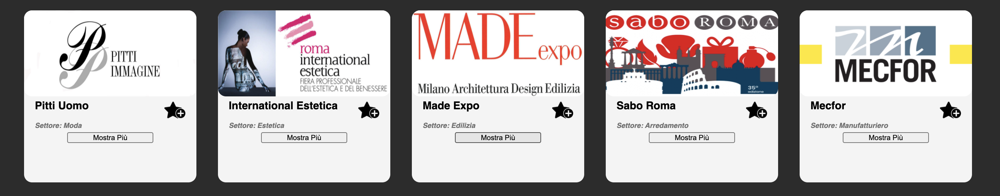 PITTI
IMMAGINE
Pitti Uomo
Settore: Moda
Mostra Più
roma
international
estetica
FIERA PROFESSIONALE
DELL'ESTETICA E DEL BENESSERE
International Estetica
Settore: Estetica
Mostra Più
MADE expo
Milano Architettura Design Edilizia
Made Expo
Settore: Edilizia
Mostra Più
sabo ROMA
35°
edizione
Sabo Roma
Settore: Arredamento
Mostra Più
MECFOR
Mecfor
Settore: Manufatturiero
Mostra Più